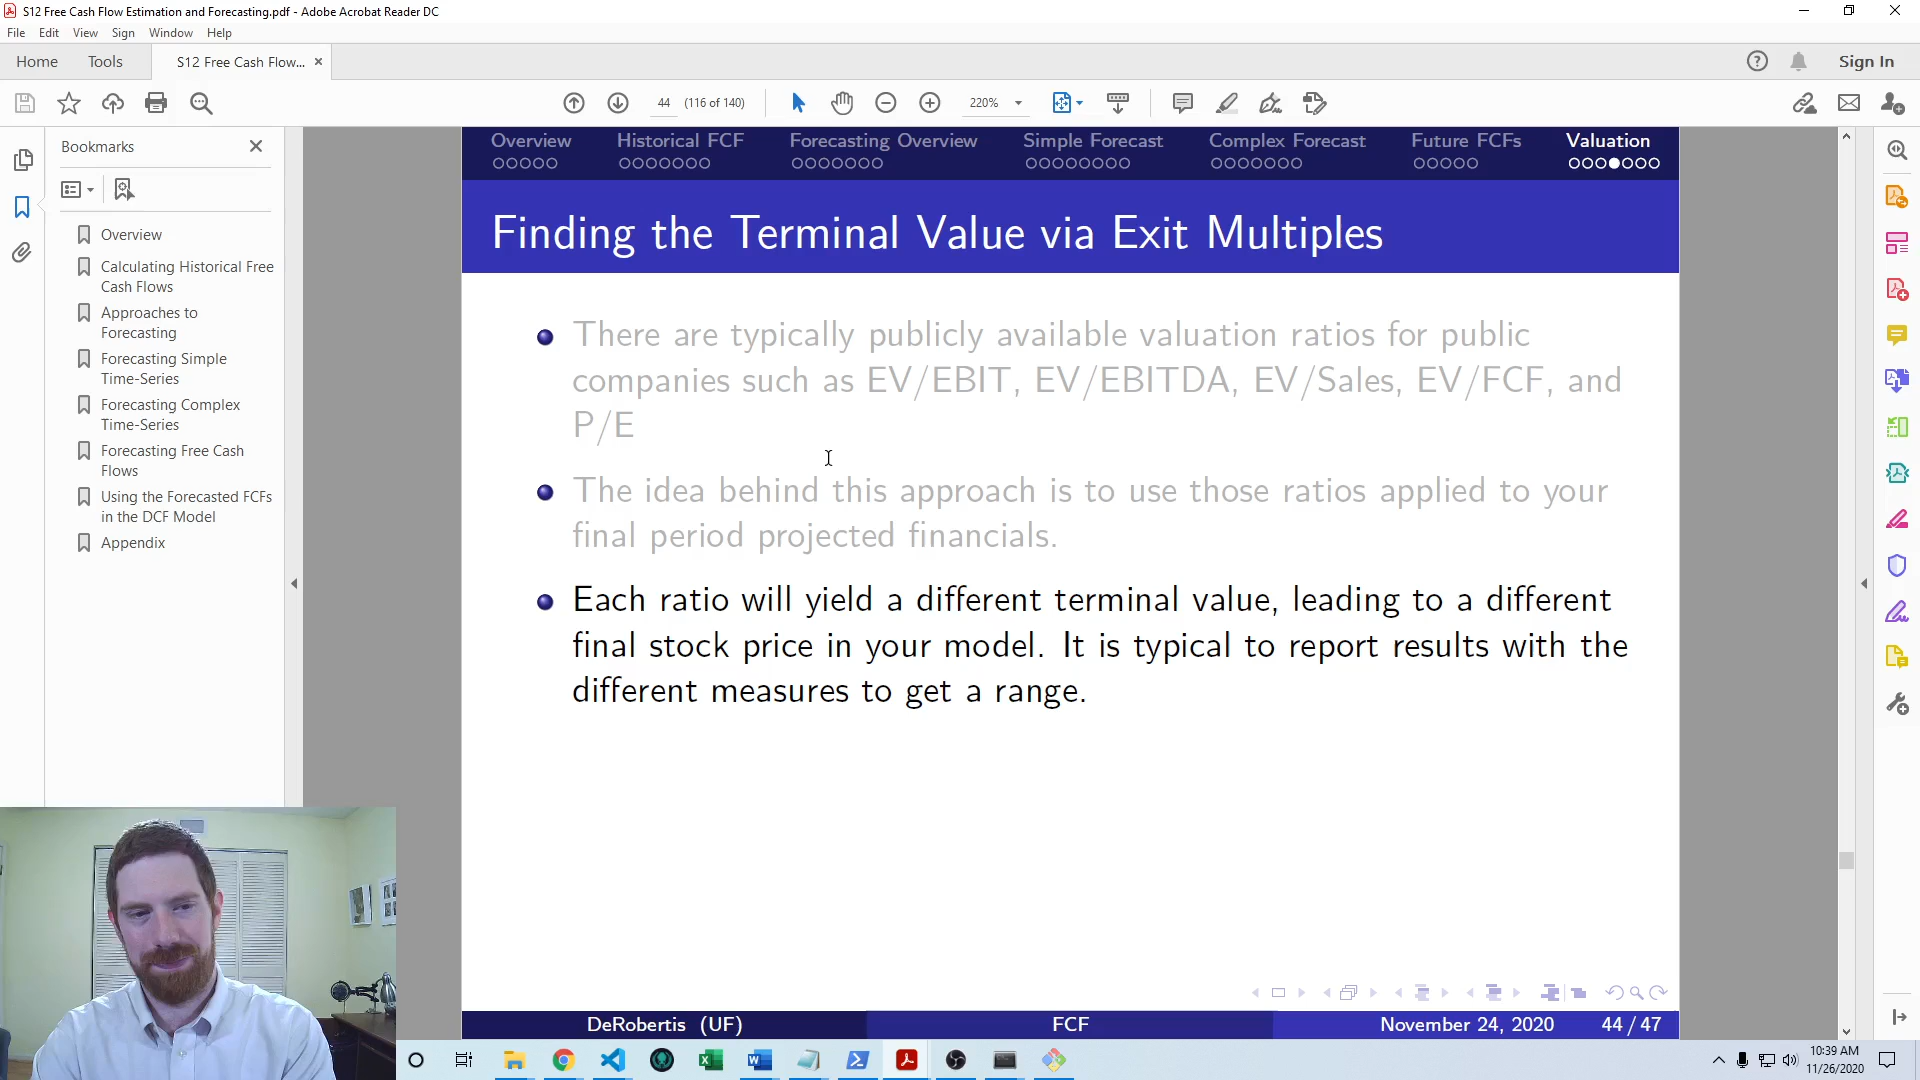 S12 Free Cash Flow Estimation and Forecasting.pdf - Adobe Acrobat Reader DC
File Edit View Sign Window Help
Home Tools S12 Free Cash Flow... Sign In
44 (116 of 140) 220%
Bookmarks
Overview
Calculating Historical Free
Cash Flows
Approaches to
Forecasting
Forecasting Simple
Time-Series
Forecasting Complex
Time-Series
Forecasting Free Cash
Flows
Using the Forecasted FCFs
in the DCF Model
Appendix
Overview Historical FCF Forecasting Overview Simple Forecast Complex Forecast Future FCFs Valuation
Finding the Terminal Value via Exit Multiples
There are typically publicly available valuation ratios for public
companies such as EV/EBIT, EV/EBITDA, EV/Sales, EV/FCF, and
P/E
The idea behind this approach is to use those ratios applied to your
final period projected financials.
Each ratio will yield a different terminal value, leading to a different
final stock price in your model. It is typical to report results with the
different measures to get a range.
DeRobertis (UF) FCF November 24, 2020 44 / 47
10:39 AM
11/26/2020